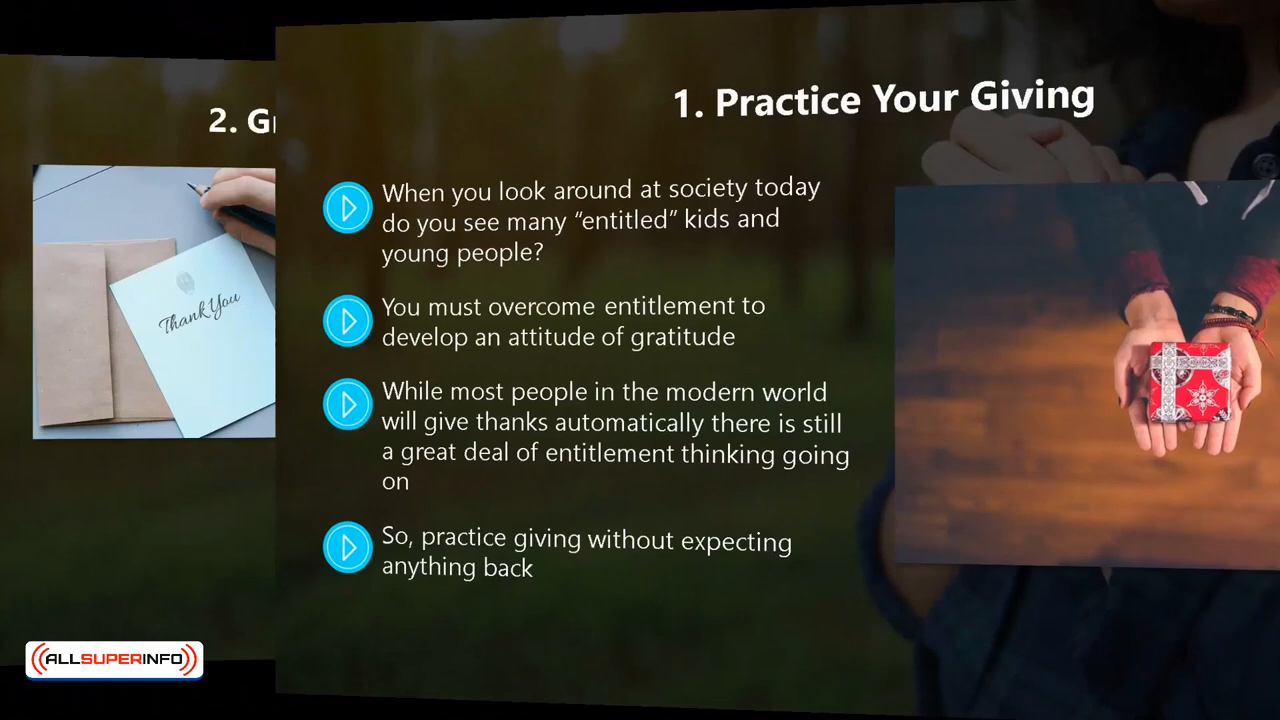 1. Practice Your Giving
When you look around at society today
do you see many “entitled” kids and
young people?
You must overcome entitlement to
develop an attitude of gratitude
While most people in the modern world
will give thanks automatically there is still
a great deal of entitlement thinking going
on
So, practice giving without expecting
anything back
2.
Thank You
ALLSUPERINFO